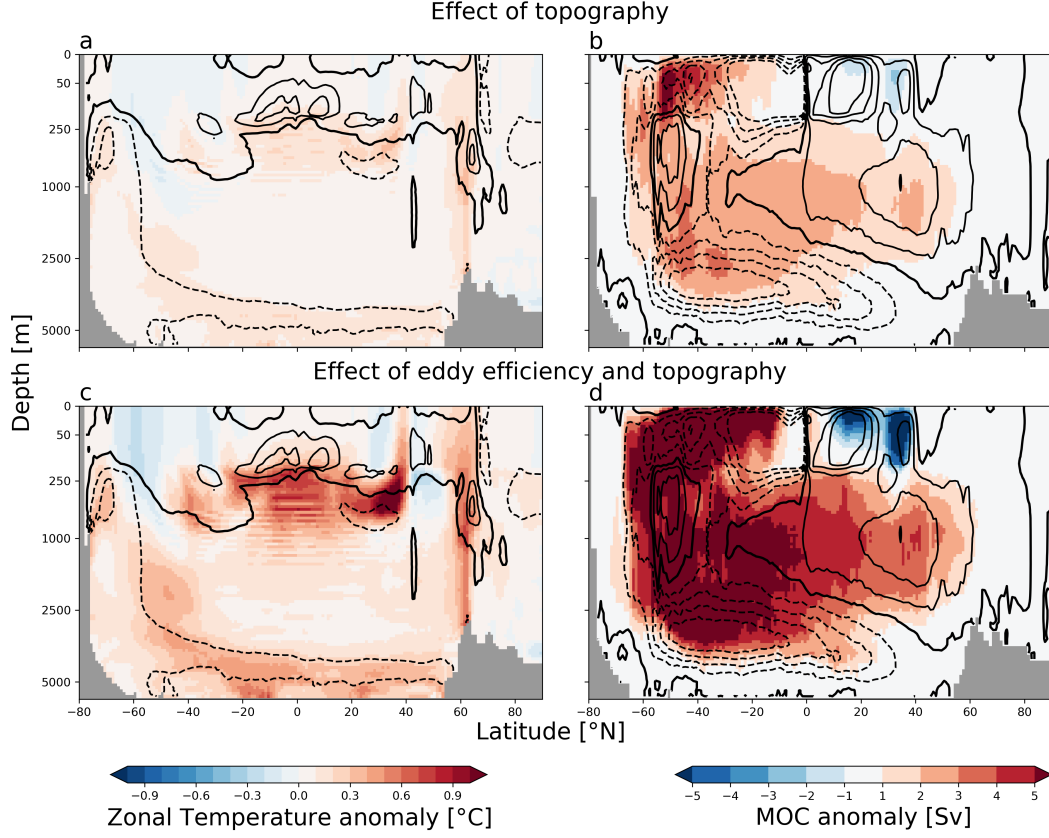 Effect of topography
a
b
0
50
250
1000
2500
5000
Depth [m]
Effect of eddy efficiency and topography
c
d
0
50
250
1000
2500
5000
−80 −60 −40 −20 0 20 40 60 80
−80 −60 −40 −20 0 20 40 60 80
Latitude [°N]
−0.9 −0.6 −0.3 0.0 0.3 0.6 0.9
Zonal Temperature anomaly [°C]
−5 −4 −3 −2 −1 1 2 3 4 5
MOC anomaly [Sv]